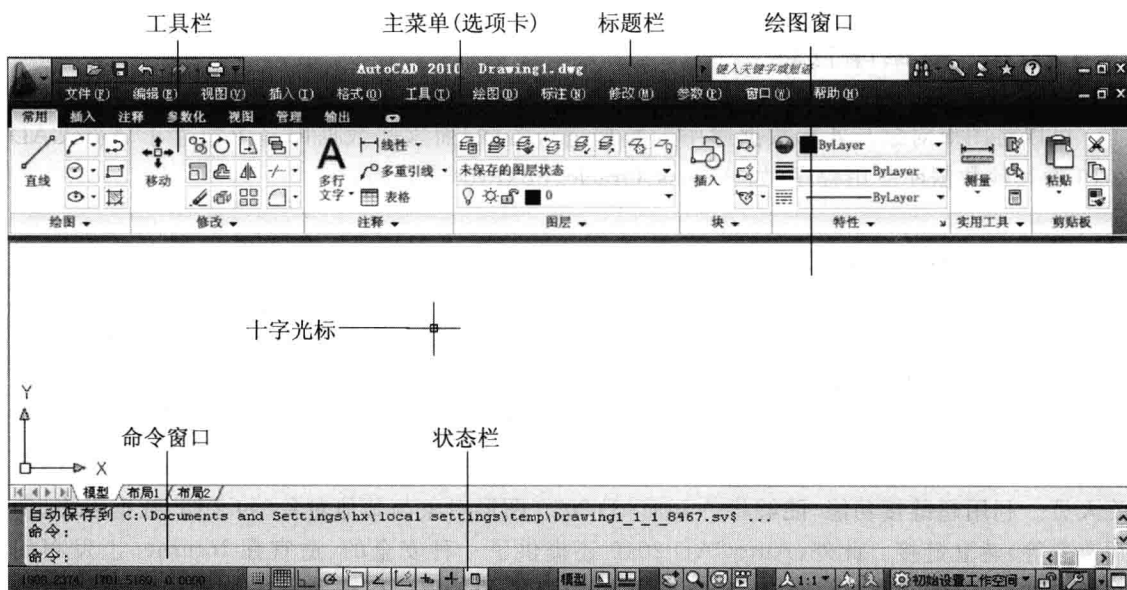 工具栏 主菜单(选项卡) 标题栏 绘图窗口
AutoCAD 2010 Drawing1.dwg 键入关键字或短语
文件(F) 编辑(E) 视图(V) 插入(I) 格式(O) 工具(T) 绘图(D) 标注(N) 修改(M) 参数(P) 窗口(W) 帮助(H)
常用 插入 注释 参数化 视图 管理 输出
直线 移动 A 多行文字 线性 多重引线 表格 未保存的图层状态 0 插入 ByLayer ByLayer ByLayer 测量 粘贴
绘图 修改 注释 图层 块 特性 实用工具 剪贴板
十字光标
Y
命令窗口 状态栏
X
模型 布局1 布局2
自动保存到 C:\Documents and Settings\hx\local settings\temp\Drawing1_1_1_8467.sv$ ...
命令:
命令:
模型 1:1 初始设置工作空间